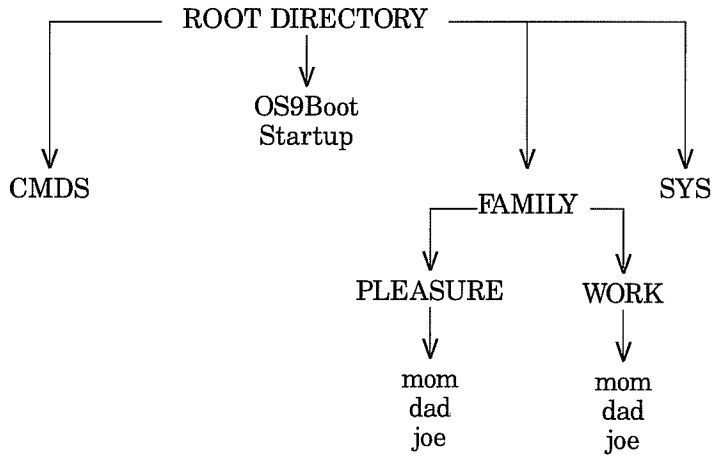 ROOT DIRECTORY
OS9Boot
Startup
CMDS
SYS
FAMILY
PLEASURE
WORK
mom
dad
joe
mom
dad
joe